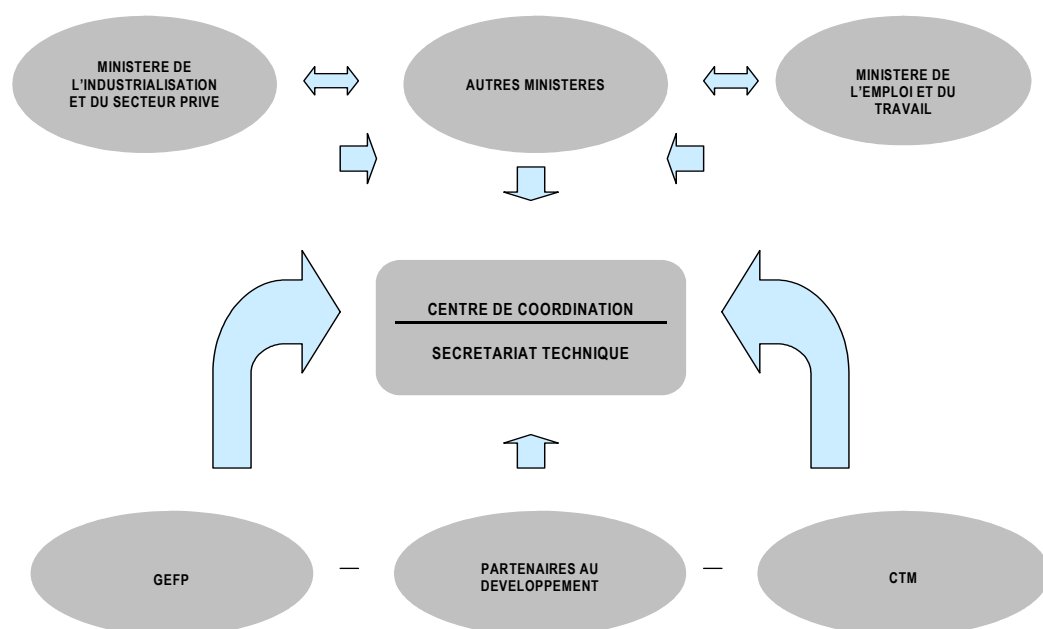 MINISTERE DE
L'INDUSTRIALISATION
ET DU SECTEUR PRIVE
AUTRES MINISTERES
MINISTERE DE
L'EMPLOI ET DU
TRAVAIL
CENTRE DE COORDINATION
SECRETARIAT TECHNIQUE
GEFP
PARTENAIRES AU
DEVELOPPEMENT
CTM